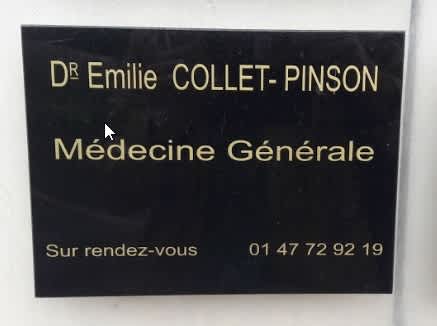 Dr Emilie COLLET- PINSON
Médecine Générale
Sur rendez-vous 01 47 72 92 19